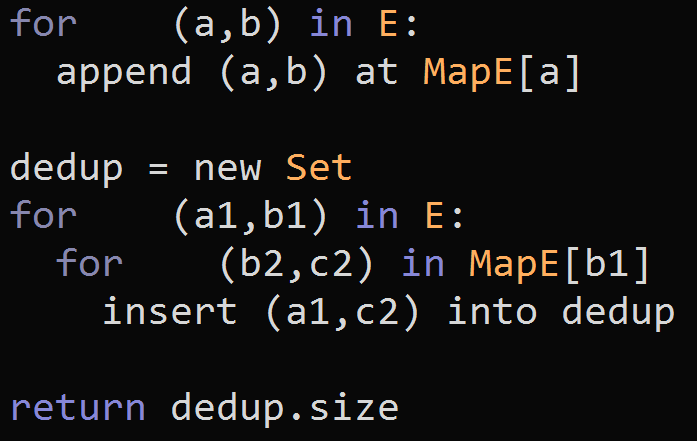 for    (a,b) in E:
  append (a,b) at MapE[a]

dedup = new Set
for    (a1,b1) in E:
  for    (b2,c2) in MapE[b1]
    insert (a1,c2) into dedup

return dedup.size